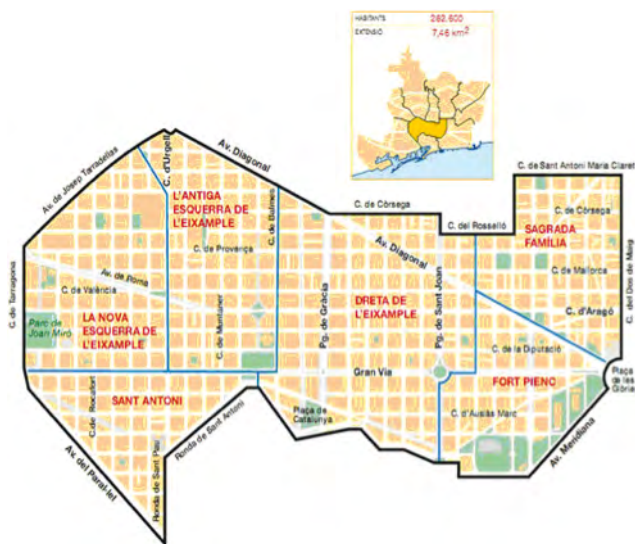 HABITANTS 282.600
EXTENSIÓ 7,46 km2
Av. de Josep Tarradellas
C. d'Urgell
Av. Diagonal
C. de Sant Antoni Maria Claret
L'ANTIGA
ESQUERRA DE
L'EIXAMPLE
C. de Balmes
C. de Còrsega
C. de Còrsega
C. del Rosselló
SAGRADA
FAMÍLIA
C. de Provença
Av. Diagonal
C. de Mallorca
C. del Dos de Maig
C. de Tarragona
Av. de Roma
C. de València
Pg. de Gràcia
DRETA DE
L'EIXAMPLE
Pg. de Sant Joan
C. d'Aragó
Parc de
Joan Miró
LA NOVA
ESQUERRA DE
L'EIXAMPLE
C. de Muntaner
C. de la Diputació
Gran Via
Plaça
de les
Glòries
FORT PIENC
SANT ANTONI
C. de Rocafort
Ronda de Sant Antoni
Plaça de
Catalunya
C. d'Ausiàs Marc
Av. Meridiana
Av. del Paral·lel
Ronda de Sant Pau